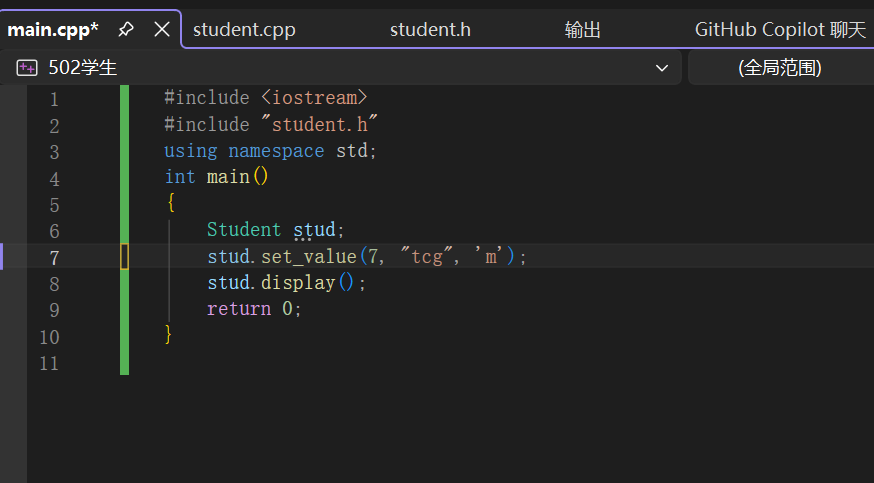 main.cpp* student.cpp student.h 输出 GitHub Copilot 聊天
502学生 (全局范围)
1 #include <iostream>
2 #include "student.h"
3 using namespace std;
4 int main()
5 {
6 Student stud;
7 stud.set_value(7, "tcg", 'm');
8 stud.display();
9 return 0;
10 }
11